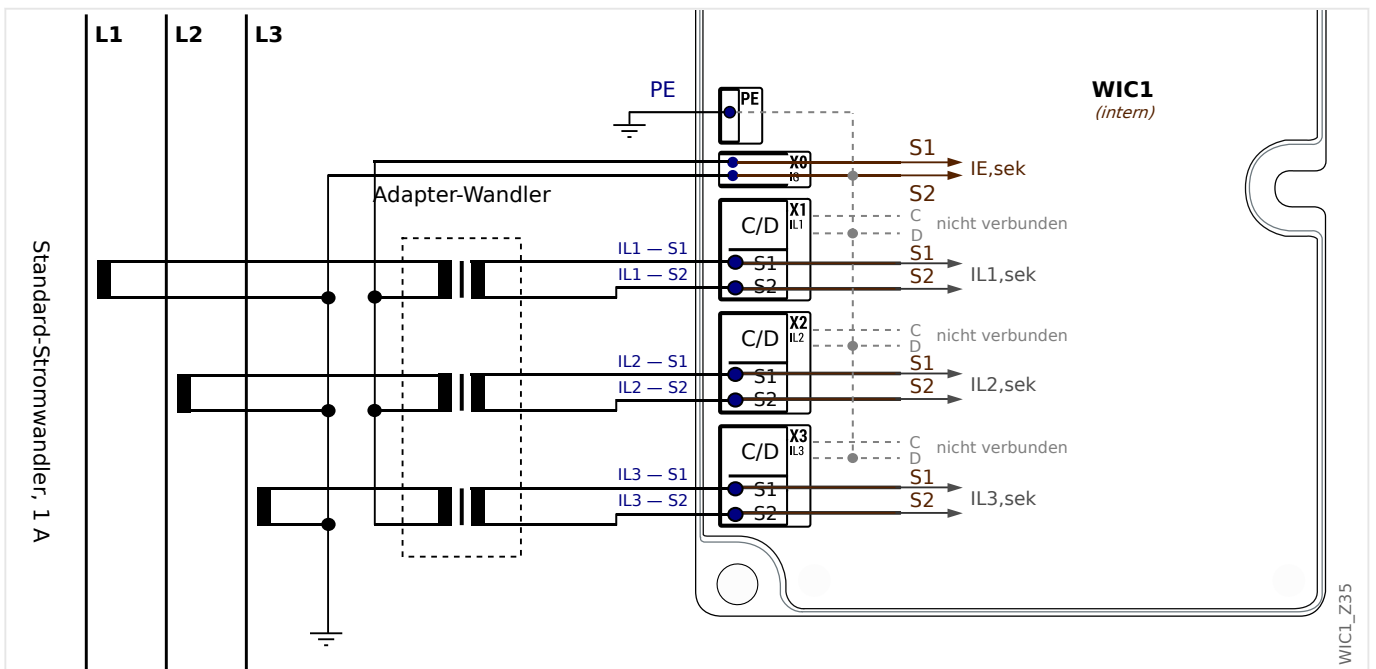 L1
L2
L3
PE
PE
WIC1
(intern)
X0
IG
S1
IE,sek
S2
Adapter-Wandler
Standard-Stromwandler, 1 A
C/D
X1
IL1
C
D
nicht verbunden
IL1 — S1
IL1 — S2
S1
S2
S1
S2
IL1,sek
C/D
X2
IL2
C
D
nicht verbunden
IL2 — S1
IL2 — S2
S1
S2
S1
S2
IL2,sek
C/D
X3
IL3
C
D
nicht verbunden
IL3 — S1
IL3 — S2
S1
S2
S1
S2
IL3,sek
WIC1_Z35